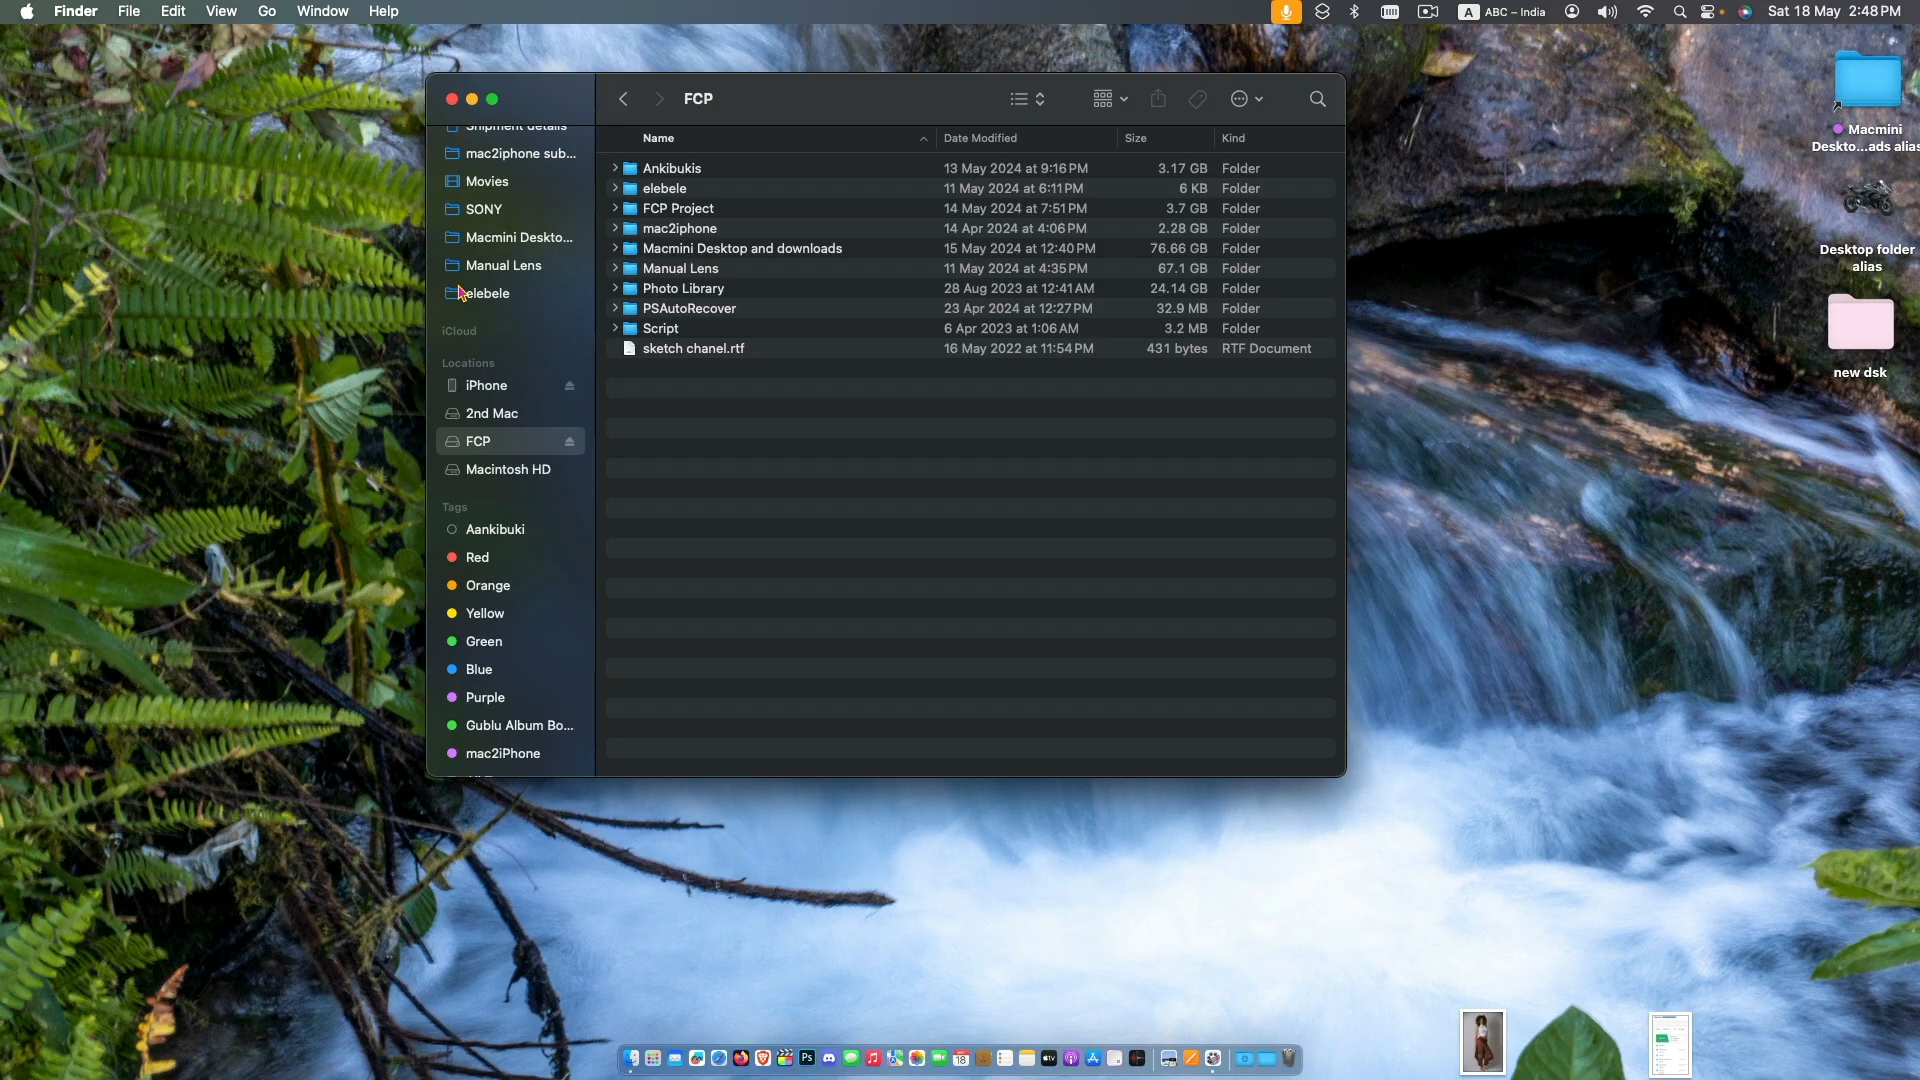 Finder File Edit View Go Window Help
A ABC – India Sat 18 May 2:48 PM
FCP
Shipment details
mac2iphone sub...
Movies
SONY
Macmini Deskto...
Manual Lens
elebele
iCloud
Locations
iPhone
2nd Mac
FCP
Macintosh HD
Tags
Aankibuki
Red
Orange
Yellow
Green
Blue
Purple
Gublu Album Bo...
mac2iPhone
Name Date Modified Size Kind
Ankibukis 13 May 2024 at 9:16 PM 3.17 GB Folder
elebele 11 May 2024 at 6:11 PM 6 KB Folder
FCP Project 14 May 2024 at 7:51 PM 3.7 GB Folder
mac2iphone 14 Apr 2024 at 4:06 PM 2.28 GB Folder
Macmini Desktop and downloads 15 May 2024 at 12:40 PM 76.66 GB Folder
Manual Lens 11 May 2024 at 4:35 PM 67.1 GB Folder
Photo Library 28 Aug 2023 at 12:41 AM 24.14 GB Folder
PSAutoRecover 23 Apr 2024 at 12:27 PM 32.9 MB Folder
Script 6 Apr 2023 at 1:06 AM 3.2 MB Folder
sketch chanel.rtf 16 May 2022 at 11:54 PM 431 bytes RTF Document
Macmini
Deskto...ads alias
Desktop folder
alias
new dsk
Ps
18
tv